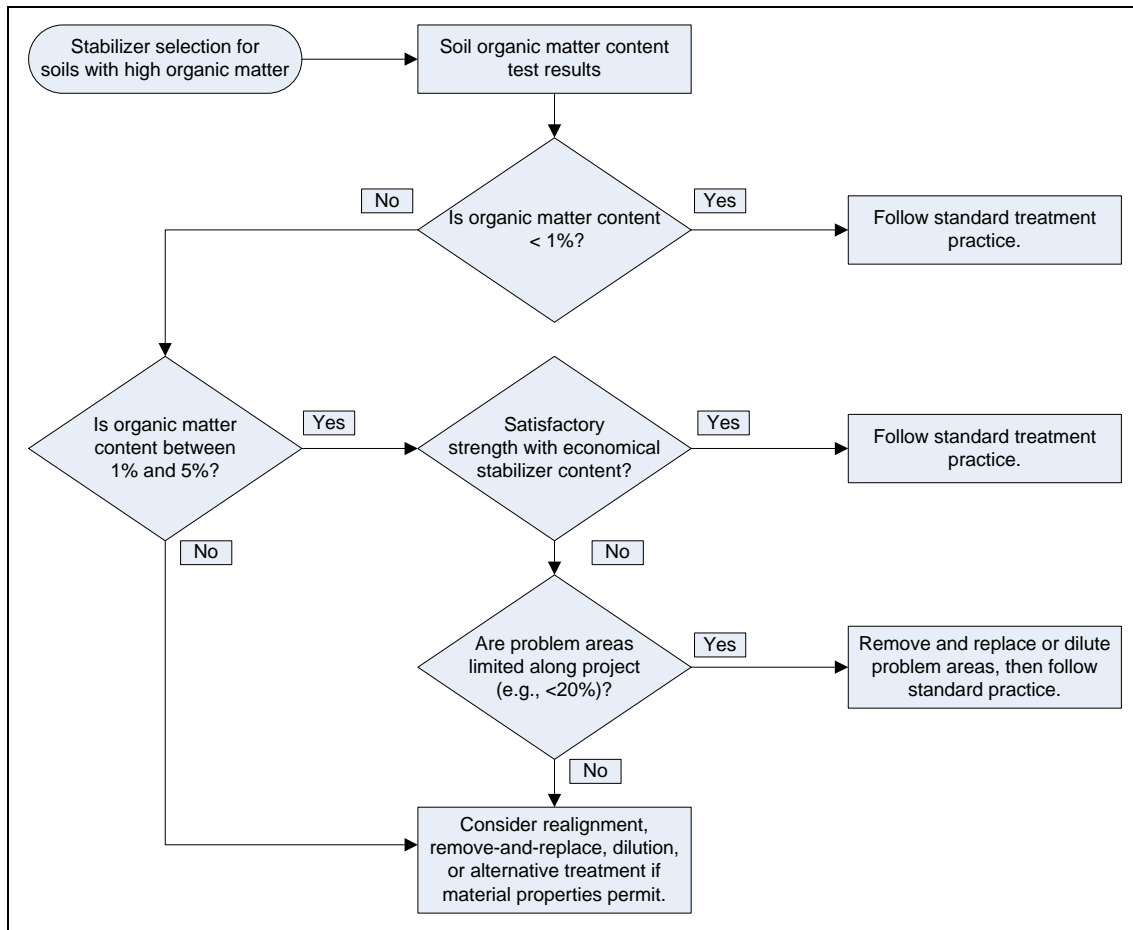 Stabilizer selection for
soils with high organic matter
Soil organic matter content
test results
No
Is organic matter content
< 1%?
Yes
Follow standard treatment
practice.
Is organic matter
content between
1% and 5%?
Yes
Satisfactory
strength with economical
stabilizer content?
Yes
Follow standard treatment
practice.
No
No
Are problem areas
limited along project
(e.g., <20%)?
Yes
Remove and replace or dilute
problem areas, then follow
standard practice.
No
Consider realignment,
remove-and-replace, dilution,
or alternative treatment if
material properties permit.